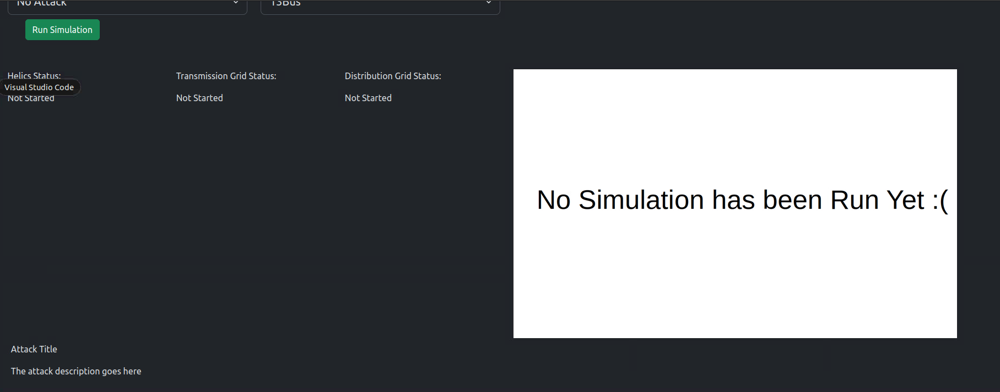 No Attack
13Bus
Run Simulation
Helics Status:
Transmission Grid Status:
Distribution Grid Status:
Visual Studio Code
Not Started
Not Started
Not Started
No Simulation has been Run Yet :(
Attack Title
The attack description goes here